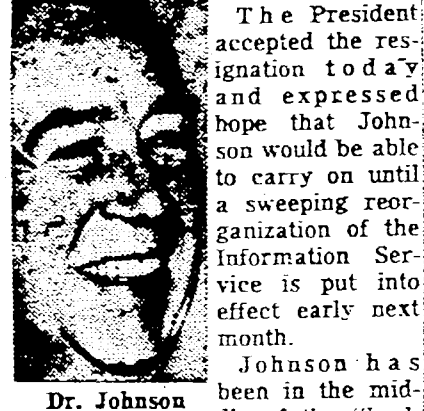 The President
accepted the res-
ignation today
and expressed
hope that John-
son would be able
to carry on until
a sweeping reor-
ganization of the
Information Ser-
vice is put into
effect early next
month.
Johnson has
been in the mid-
Dr. Johnson